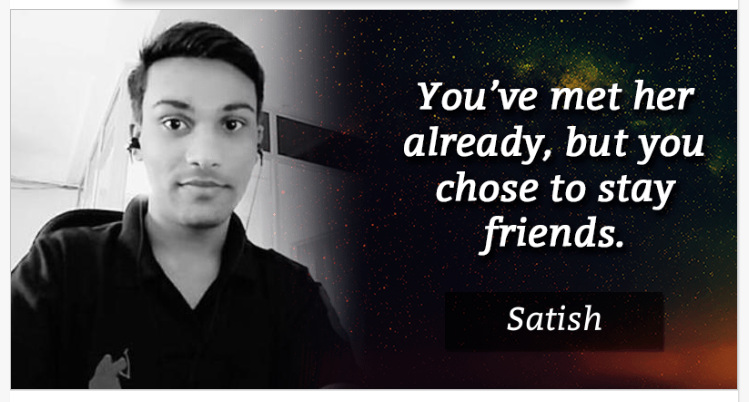 You’ve met her
already, but you
chose to stay
friends.
Satish